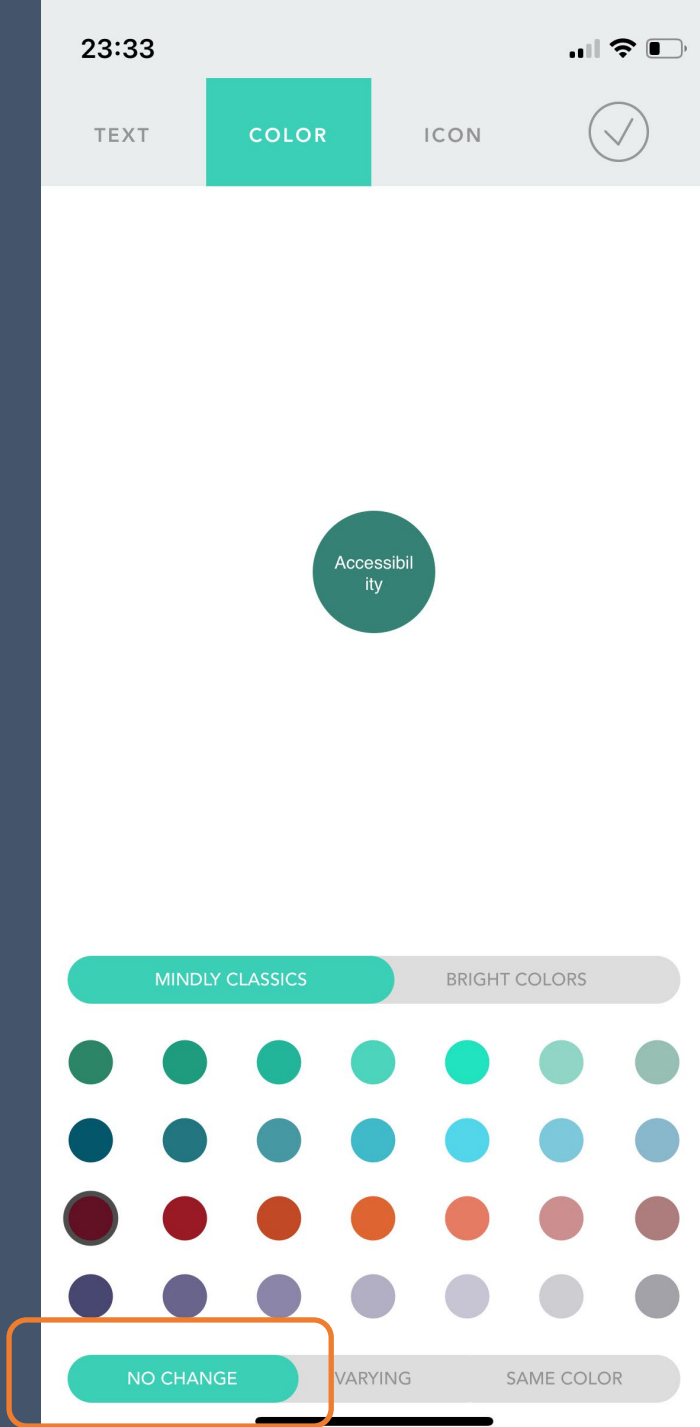 23:33
TEXT COLOR ICON
Accessibil
ity
MINDLY CLASSICS BRIGHT COLORS
NO CHANGE VARYING SAME COLOR